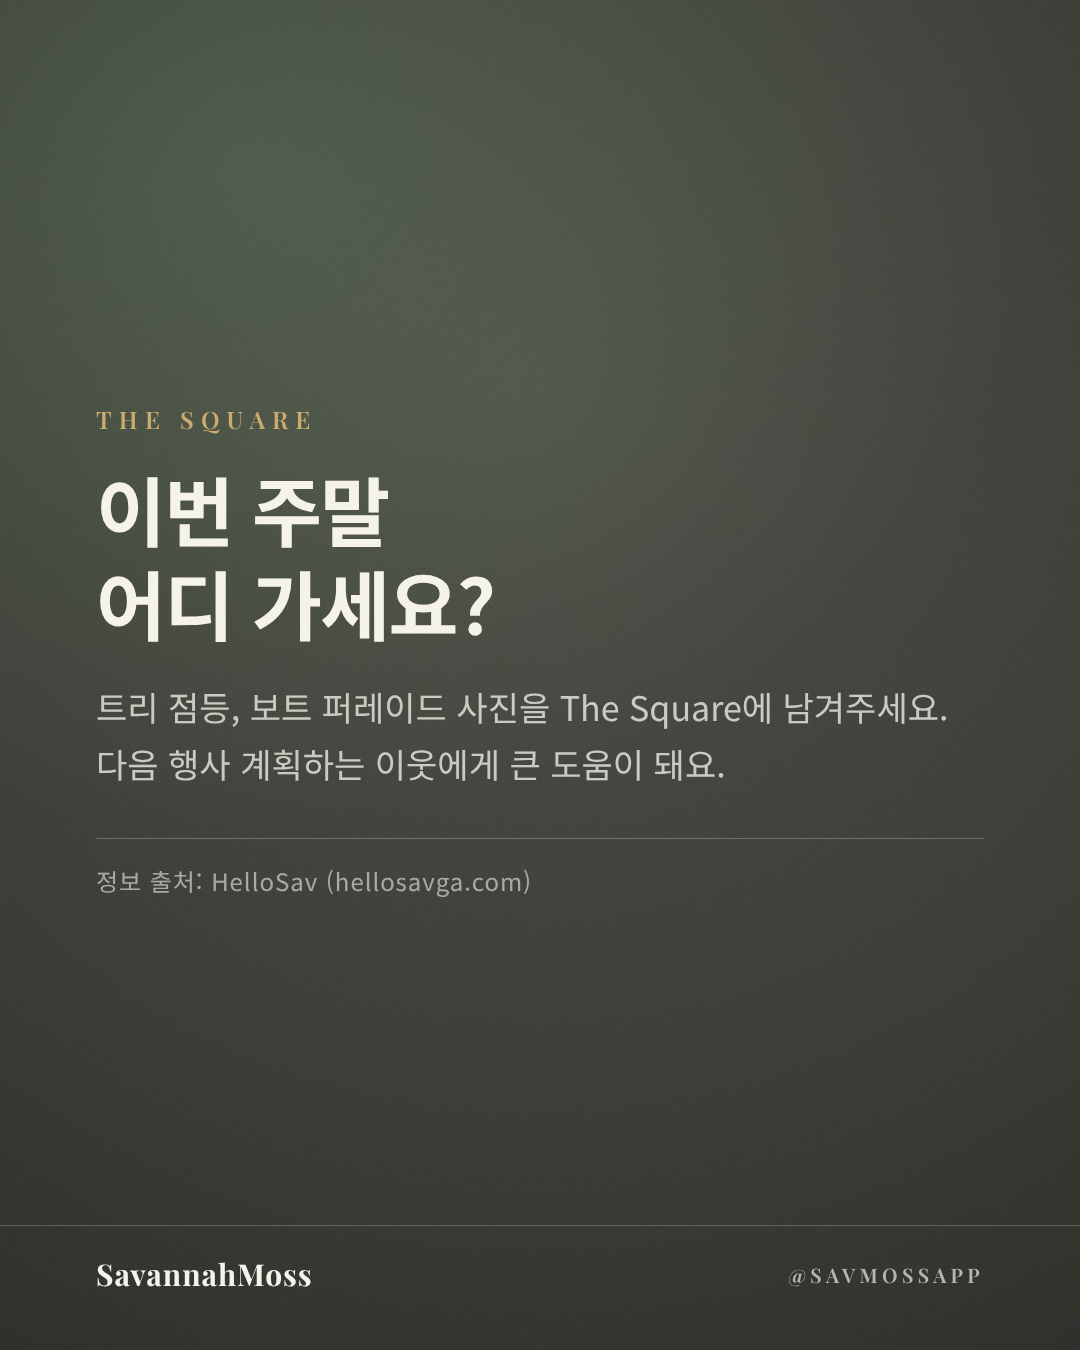 THE SQUARE
이번 주말
어디 가세요?
트리 점등, 보트 퍼레이드 사진을 The Square에 남겨주세요.
다음 행사 계획하는 이웃에게 큰 도움이 돼요.
정보 출처: HelloSav (hellosavga.com)
SavannahMoss
@SAVMOSSAPP